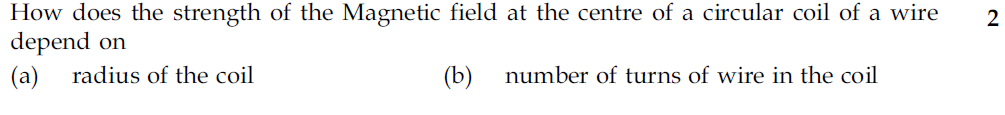 How does the strength of the Magnetic field at the centre of a circular coil of a wire 2
depend on
(a) radius of the coil (b) number of turns of wire in the coil